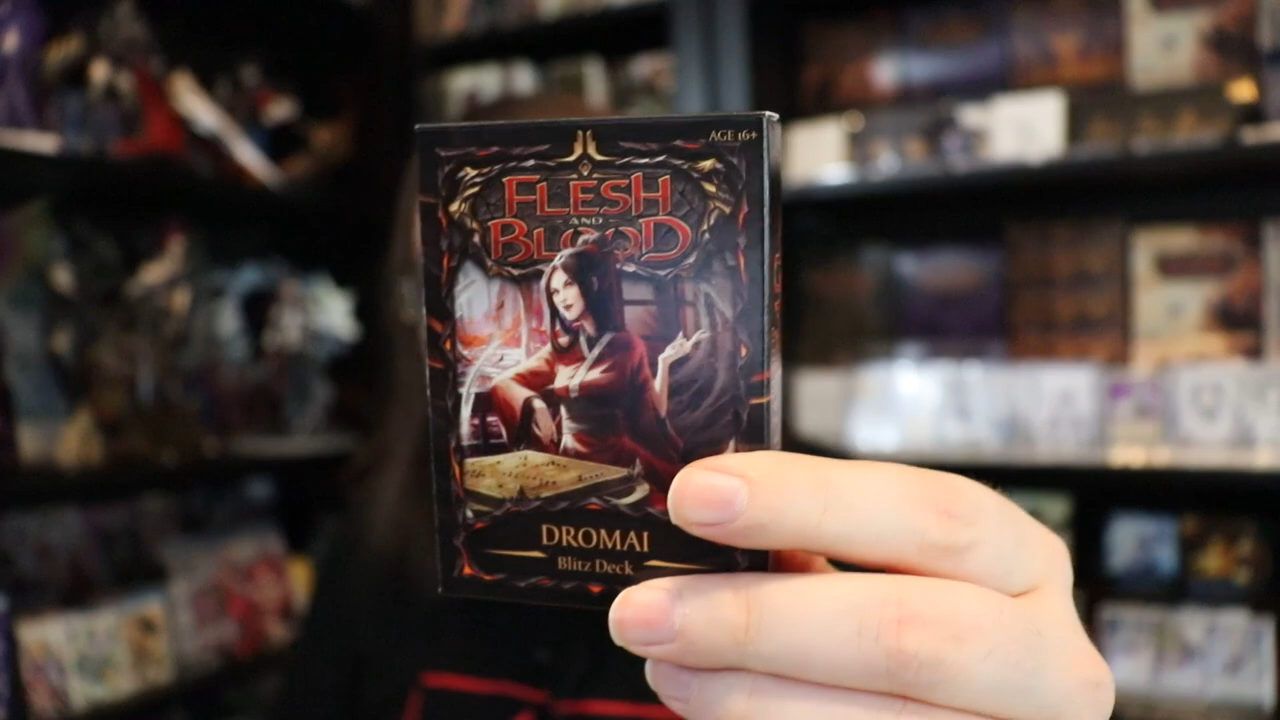 AGE 16+
FLESH
AND
BLOOD
DROMAI
Blitz Deck